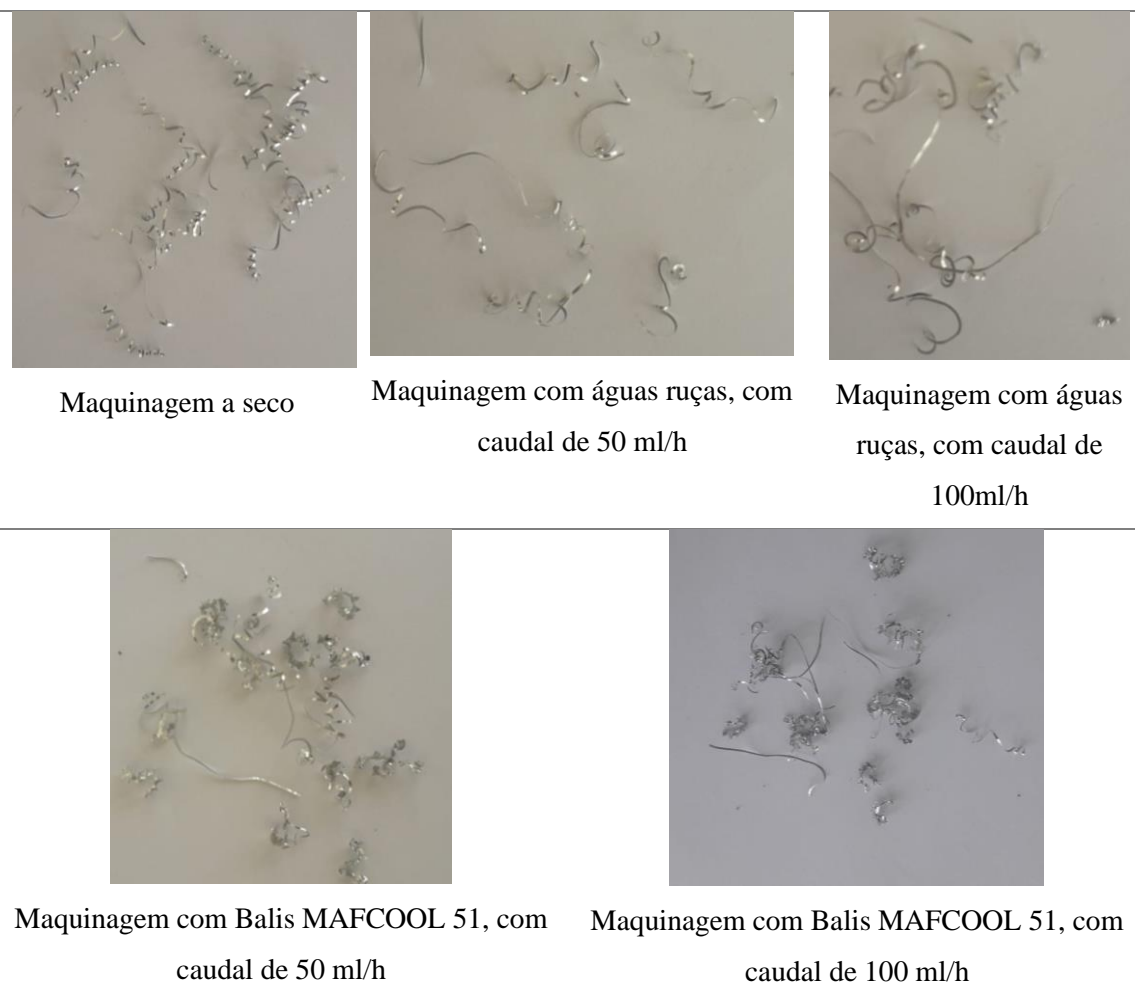 Maquinagem a seco
Maquinagem com águas ruças, com
caudal de 50 ml/h
Maquinagem com águas
ruças, com caudal de
100ml/h
Maquinagem com Balis MAFCOOL 51, com
caudal de 50 ml/h
Maquinagem com Balis MAFCOOL 51, com
caudal de 100 ml/h